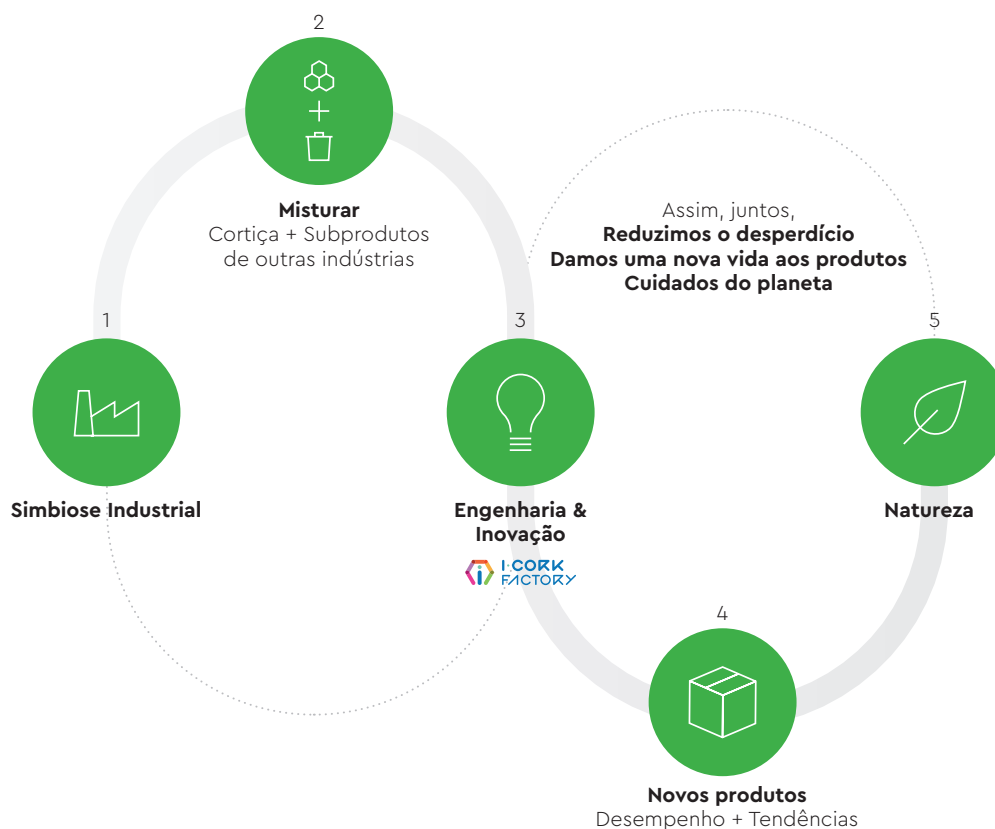 1
Simbiose Industrial
2
Misturar
Cortiça + Subprodutos
de outras indústrias
3
Engenharia &
Inovação
I.CORK
FACTORY
4
Novos produtos
Desempenho + Tendências
5
Natureza
Assim, juntos,
Reduzimos o desperdício
Damos uma nova vida aos produtos
Cuidados do planeta